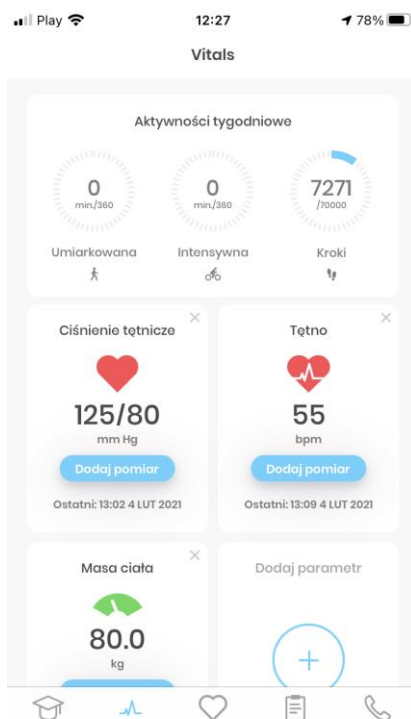 Play 12:27 78%
Vitals
Aktywności tygodniowe
0 0 7271
min./360 min./360 /70000
Umiarkowana Intensywna Kroki
Ciśnienie tętnicze
125/80
mm Hg
Dodaj pomiar
Ostatni: 13:02 4 LUT 2021
Tętno
55
bpm
Dodaj pomiar
Ostatni: 13:09 4 LUT 2021
Masa ciała
80.0
kg
Dodaj parametr